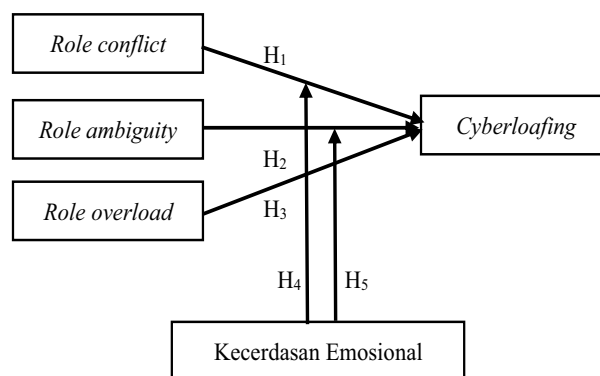 Role conflict
H1
Role ambiguity
Cyberloafing
H2
Role overload
H3
H4
H5
Kecerdasan Emosional